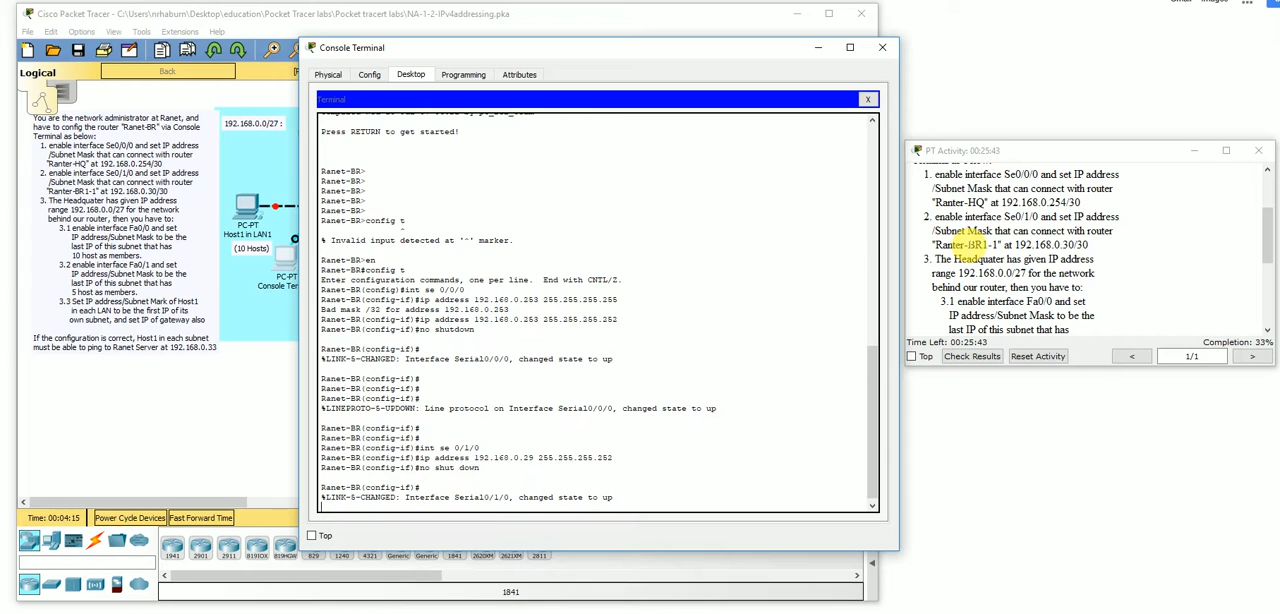 Cisco Packet Tracer - C:\Users\nrhaburn\Desktop\education\Pocket Tracer labs\Pocket tracert labs\NA-1-2-IPv4addressing.pka
File Edit Options View Tools Extensions Help
Logical
Back
You are the network administrator at Ranet, and
have to config the router "Ranet-BR" via Console
Terminal as below:
1. enable interface Se0/0/0 and set IP address
/Subnet Mask that can connect with router
"Ranter-HQ" at 192.168.0.254/30
2. enable interface Se0/1/0 and set IP address
/Subnet Mask that can connect with router
"Ranter-BR1-1" at 192.168.0.30/30
3. The Headquater has given IP address
range 192.168.0.0/27 for the network
behind our router, then you have to:
3.1 enable interface Fa0/0 and set
IP address/Subnet Mask to be the
last IP of this subnet that has
10 host as members.
3.2 enable interface Fa0/1 and set
IP address/Subnet Mask to be the
last IP of this subnet that has
5 host as members.
3.3 Set IP address/Subnet Mark of Host1
in each LAN to be the first IP of its
own subnet, and set IP of gateway also
If the configuration is correct, Host1 in each subnet
must be able to ping to Ranet Server at 192.168.0.33
192.168.0.0/27 :
PC-PT
Host1 in LAN1
(10 Hosts)
PC-PT
Console Term
Time: 00:04:15
Power Cycle Devices
Fast Forward Time
1941 2901 2911 819IOX 819HGW 829 1240 4321 Generic Generic 1841 2620XM 2621XM 2811
1841
Console Terminal
Physical Config Desktop Programming Attributes
Terminal
X
Press RETURN to get started!
Ranet-BR>
Ranet-BR>
Ranet-BR>
Ranet-BR>
Ranet-BR>
Ranet-BR>config t
^
% Invalid input detected at '^' marker.
Ranet-BR>en
Ranet-BR#config t
Enter configuration commands, one per line. End with CNTL/Z.
Ranet-BR(config)#int se 0/0/0
Ranet-BR(config-if)#ip address 192.168.0.253 255.255.255.255
Bad mask /32 for address 192.168.0.253
Ranet-BR(config-if)#ip address 192.168.0.253 255.255.255.252
Ranet-BR(config-if)#no shutdown
Ranet-BR(config-if)#
%LINK-5-CHANGED: Interface Serial0/0/0, changed state to up
Ranet-BR(config-if)#
Ranet-BR(config-if)#
Ranet-BR(config-if)#
%LINEPROTO-5-UPDOWN: Line protocol on Interface Serial0/0/0, changed state to up
Ranet-BR(config-if)#
Ranet-BR(config-if)#
Ranet-BR(config-if)#int se 0/1/0
Ranet-BR(config-if)#ip address 192.168.0.29 255.255.255.252
Ranet-BR(config-if)#no shut down
Ranet-BR(config-if)#
%LINK-5-CHANGED: Interface Serial0/1/0, changed state to up
Top
PT Activity: 00:25:43
1. enable interface Se0/0/0 and set IP address
/Subnet Mask that can connect with router
"Ranter-HQ" at 192.168.0.254/30
2. enable interface Se0/1/0 and set IP address
/Subnet Mask that can connect with router
"Ranter-BR1-1" at 192.168.0.30/30
3. The Headquater has given IP address
range 192.168.0.0/27 for the network
behind our router, then you have to:
3.1 enable interface Fa0/0 and set
IP address/Subnet Mask to be the
last IP of this subnet that has
Time Left: 00:25:43
Completion: 33%
Top
Check Results
Reset Activity
<
1/1
>